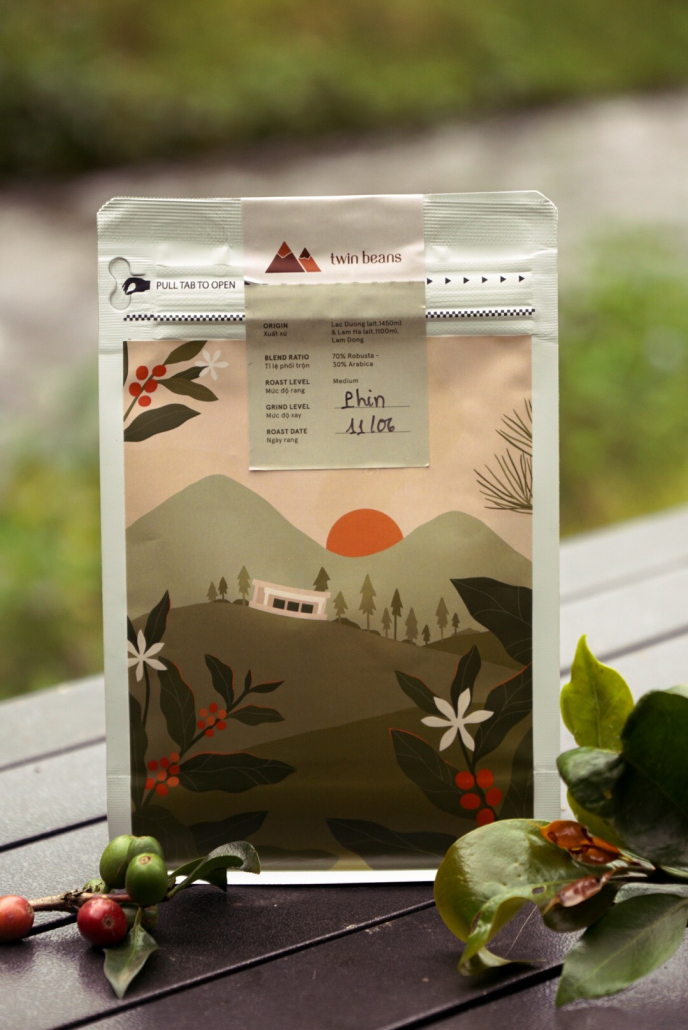 twin beans
PULL TAB TO OPEN
ORIGIN
Xuất xứ
Lac Duong (alt.1460m)
& Lam Ha (alt.1100m),
Lam Dong
BLEND RATIO
Tỉ lệ phối trộn
70% Robusta -
30% Arabica
ROAST LEVEL
Mức độ rang
Medium
GRIND LEVEL
Mức độ xay
Phin
ROAST DATE
Ngày rang
11/06